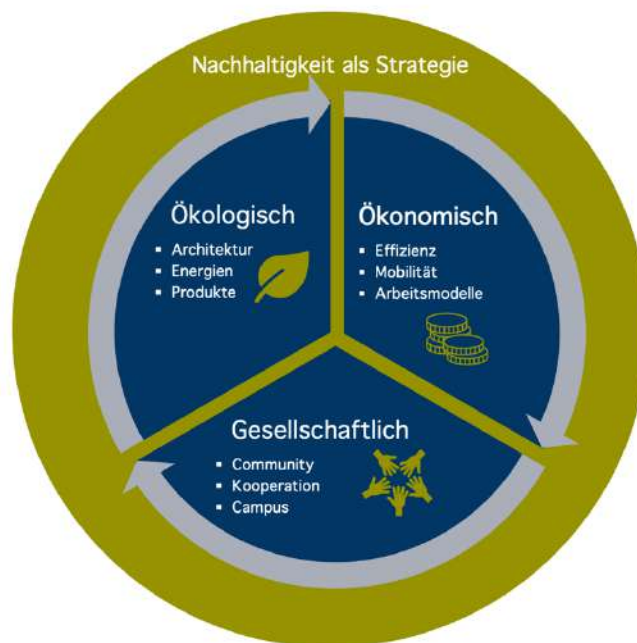 Nachhaltigkeit als Strategie
Ökologisch
▪ Architektur
▪ Energien
▪ Produkte
Ökonomisch
▪ Effizienz
▪ Mobilität
▪ Arbeitsmodelle
Gesellschaftlich
▪ Community
▪ Kooperation
▪ Campus